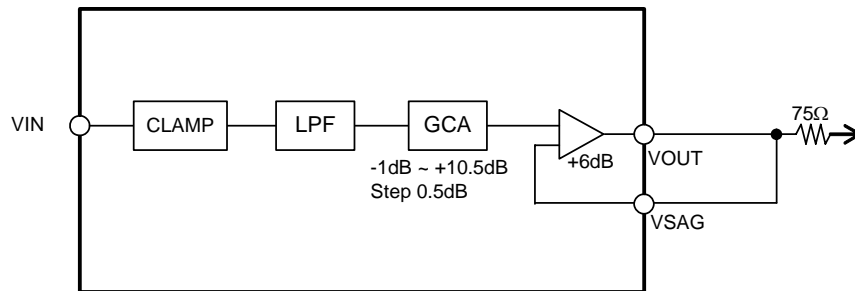 VIN
CLAMP
LPF
GCA
-1dB ~ +10.5dB
Step 0.5dB
+6dB
VOUT
75Ω
VSAG